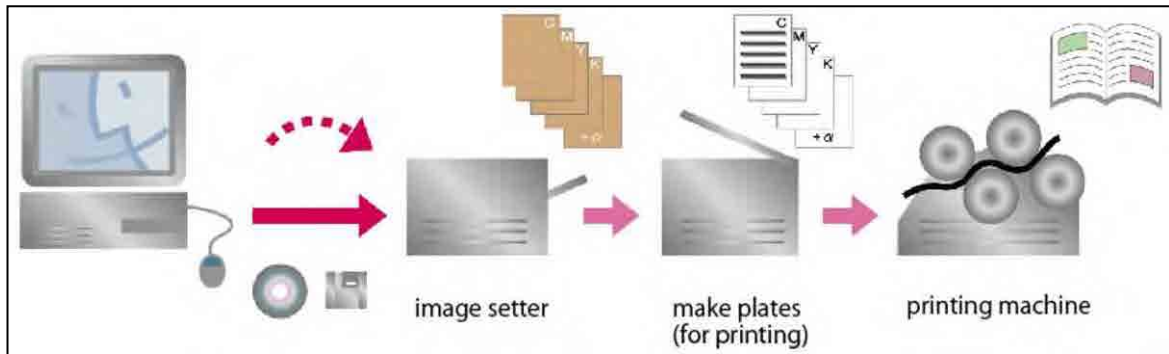 C
M
Y
K
+ α
C
M
Y
K
+ α
image setter
make plates
(for printing)
printing machine